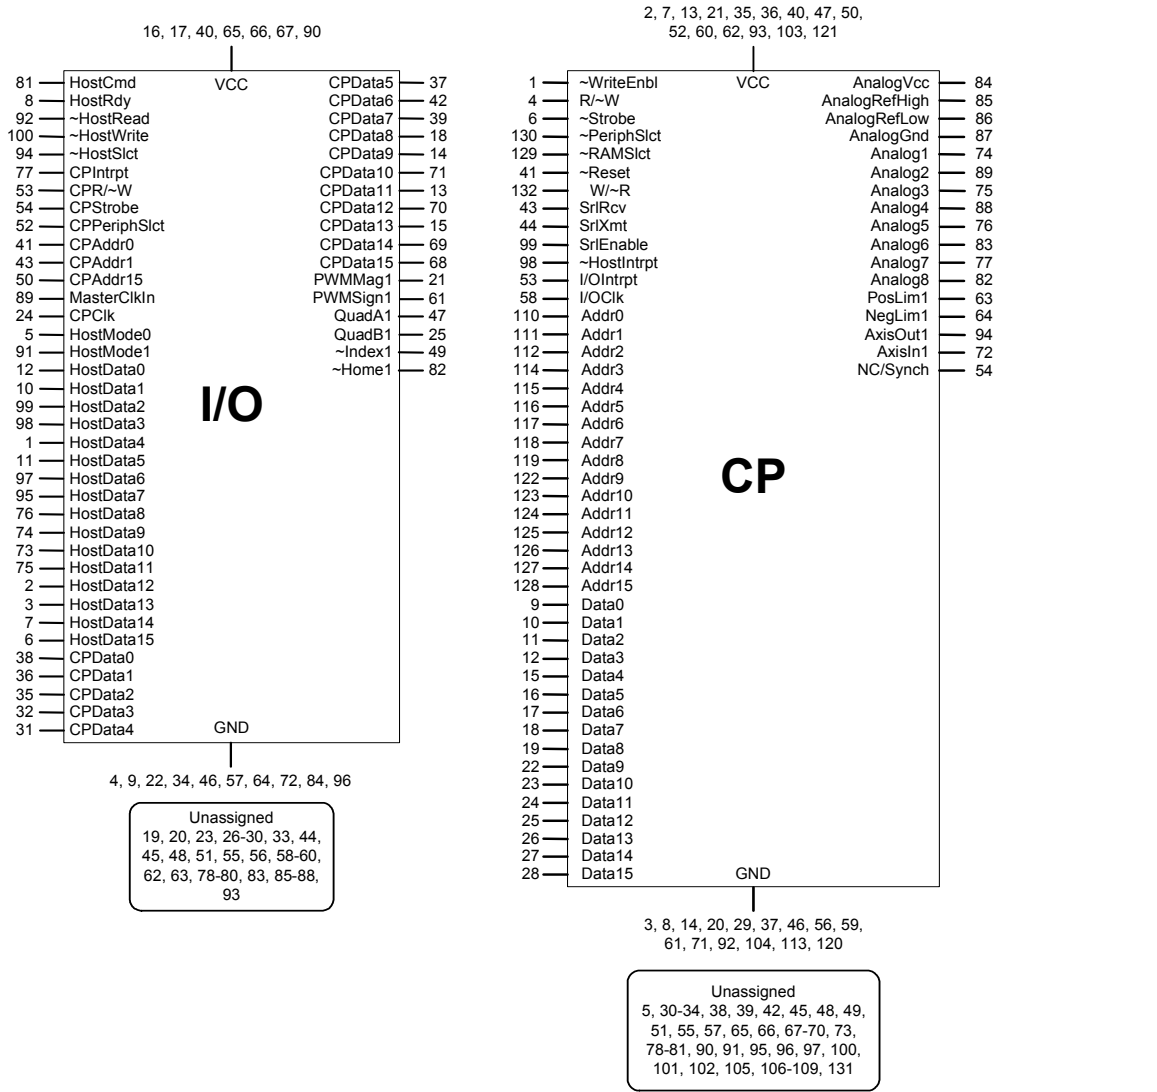 16, 17, 40, 65, 66, 67, 90
VCC
81 HostCmd
8 HostRdy
92 ~HostRead
100 ~HostWrite
94 ~HostSlct
77 CPIntrpt
53 CPR/~W
54 CPStrobe
52 CPPeriphSlct
41 CPAddr0
43 CPAddr1
50 CPAddr15
89 MasterClkIn
24 CPClk
5 HostMode0
91 HostMode1
12 HostData0
10 HostData1
99 HostData2
98 HostData3
1 HostData4
11 HostData5
97 HostData6
95 HostData7
76 HostData8
74 HostData9
73 HostData10
75 HostData11
2 HostData12
3 HostData13
7 HostData14
6 HostData15
38 CPData0
36 CPData1
35 CPData2
32 CPData3
31 CPData4
CPData5 37
CPData6 42
CPData7 39
CPData8 18
CPData9 14
CPData10 71
CPData11 13
CPData12 70
CPData13 15
CPData14 69
CPData15 68
PWMMag1 21
PWMSign1 61
QuadA1 47
QuadB1 25
~Index1 49
~Home1 82
I/O
GND
4, 9, 22, 34, 46, 57, 64, 72, 84, 96
Unassigned
19, 20, 23, 26-30, 33, 44,
45, 48, 51, 55, 56, 58-60,
62, 63, 78-80, 83, 85-88,
93
2, 7, 13, 21, 35, 36, 40, 47, 50,
52, 60, 62, 93, 103, 121
VCC
1 ~WriteEnbl
4 R/~W
6 ~Strobe
130 ~PeriphSlct
129 ~RAMSlct
41 ~Reset
132 W/~R
43 SrlRcv
44 SrlXmt
99 SrlEnable
98 ~HostIntrpt
53 I/OIntrpt
58 I/OClk
110 Addr0
111 Addr1
112 Addr2
114 Addr3
115 Addr4
116 Addr5
117 Addr6
118 Addr7
119 Addr8
122 Addr9
123 Addr10
124 Addr11
125 Addr12
126 Addr13
127 Addr14
128 Addr15
9 Data0
10 Data1
11 Data2
12 Data3
15 Data4
16 Data5
17 Data6
18 Data7
19 Data8
22 Data9
23 Data10
24 Data11
25 Data12
26 Data13
27 Data14
28 Data15
AnalogVcc 84
AnalogRefHigh 85
AnalogRefLow 86
AnalogGnd 87
Analog1 74
Analog2 89
Analog3 75
Analog4 88
Analog5 76
Analog6 83
Analog7 77
Analog8 82
PosLim1 63
NegLim1 64
AxisOut1 94
AxisIn1 72
NC/Synch 54
CP
GND
3, 8, 14, 20, 29, 37, 46, 56, 59,
61, 71, 92, 104, 113, 120
Unassigned
5, 30-34, 38, 39, 42, 45, 48, 49,
51, 55, 57, 65, 66, 67-70, 73,
78-81, 90, 91, 95, 96, 97, 100,
101, 102, 105, 106-109, 131